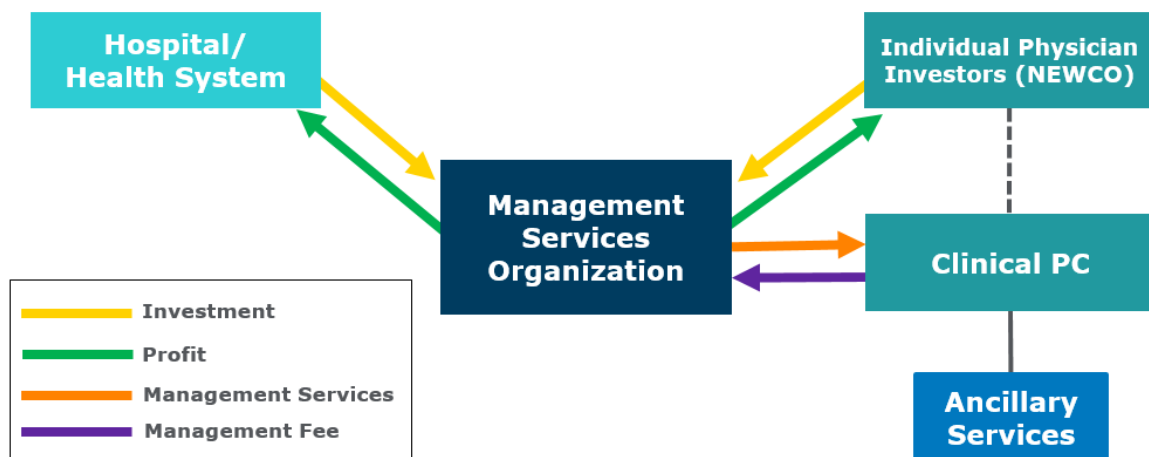 Hospital/
Health System
Individual Physician
Investors (NEWCO)
Management
Services
Organization
Clinical PC
Ancillary
Services
Investment
Profit
Management Services
Management Fee